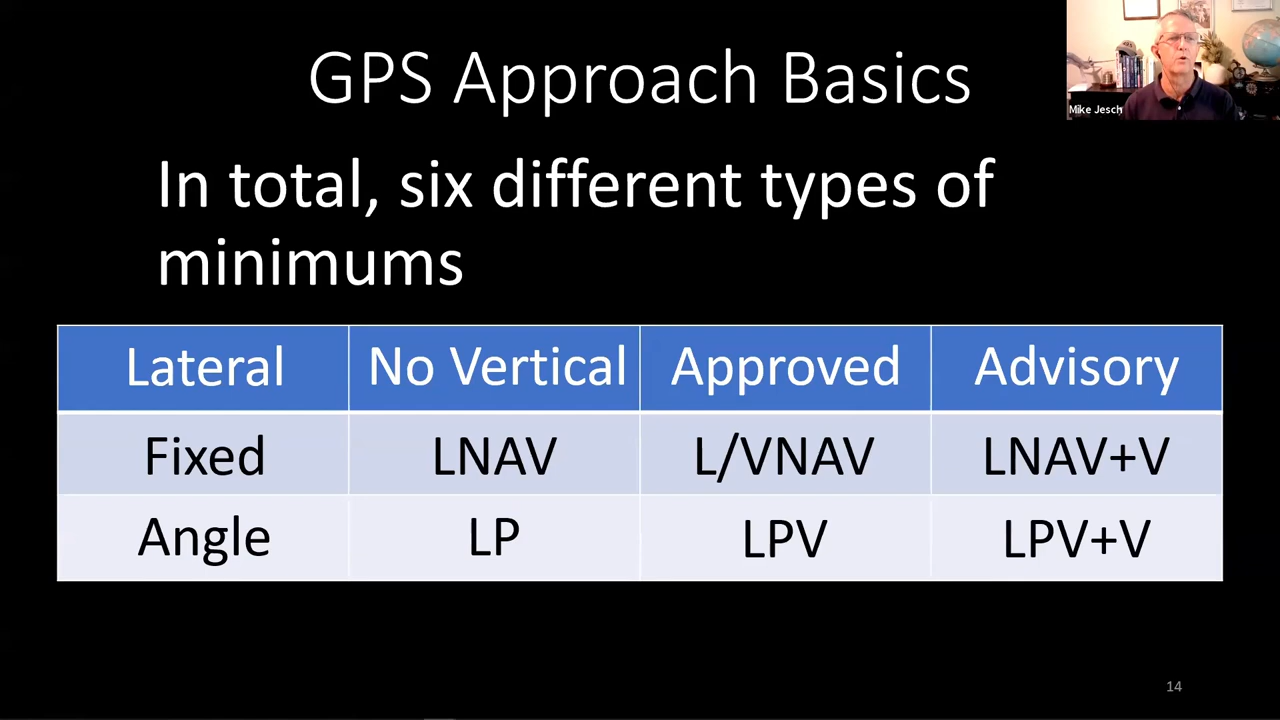 GPS Approach Basics
Mike Jesch
In total, six different types of
minimums
Lateral No Vertical Approved Advisory
Fixed LNAV L/VNAV LNAV+V
Angle LP LPV LPV+V
14